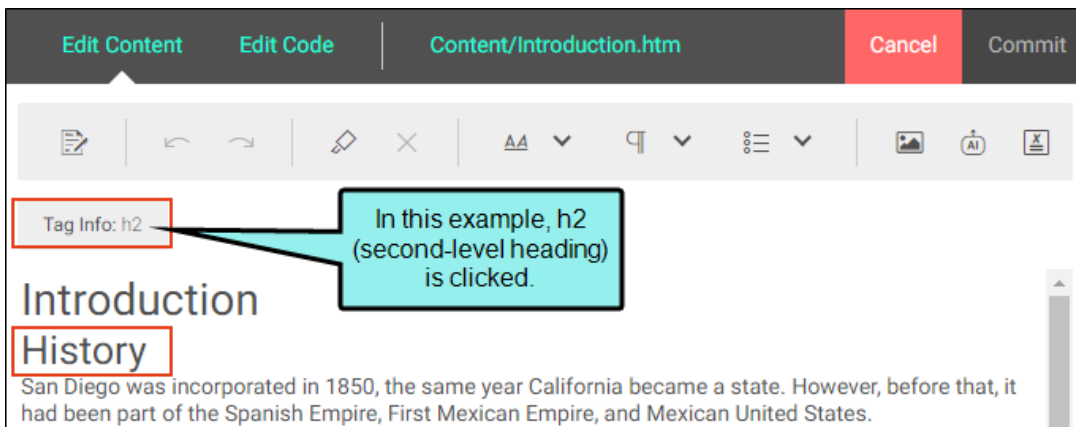 Edit Content Edit Code Content/Introduction.htm Cancel Commit
AA ¶ AI X
Tag Info: h2
In this example, h2
(second-level heading)
is clicked.
Introduction
History
San Diego was incorporated in 1850, the same year California became a state. However, before that, it
had been part of the Spanish Empire, First Mexican Empire, and Mexican United States.